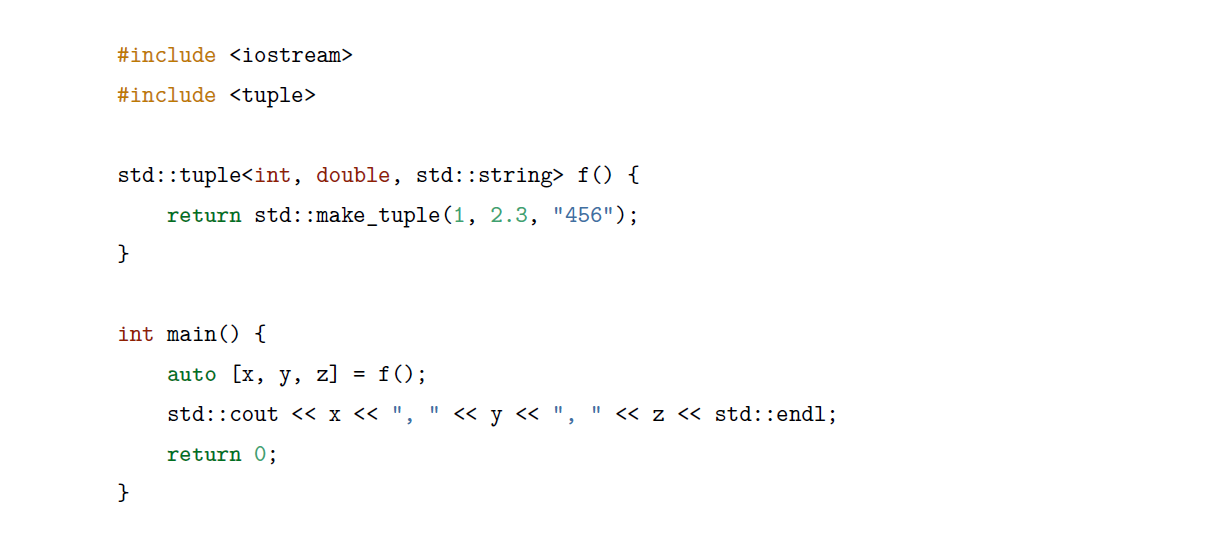 #include <iostream>
#include <tuple>
std::tuple<int, double, std::string> f() {
return std::make_tuple(1, 2.3, "456");
}
int main() {
auto [x, y, z] = f();
std::cout << x << ", " << y << ", " << z << std::endl;
return 0;
}